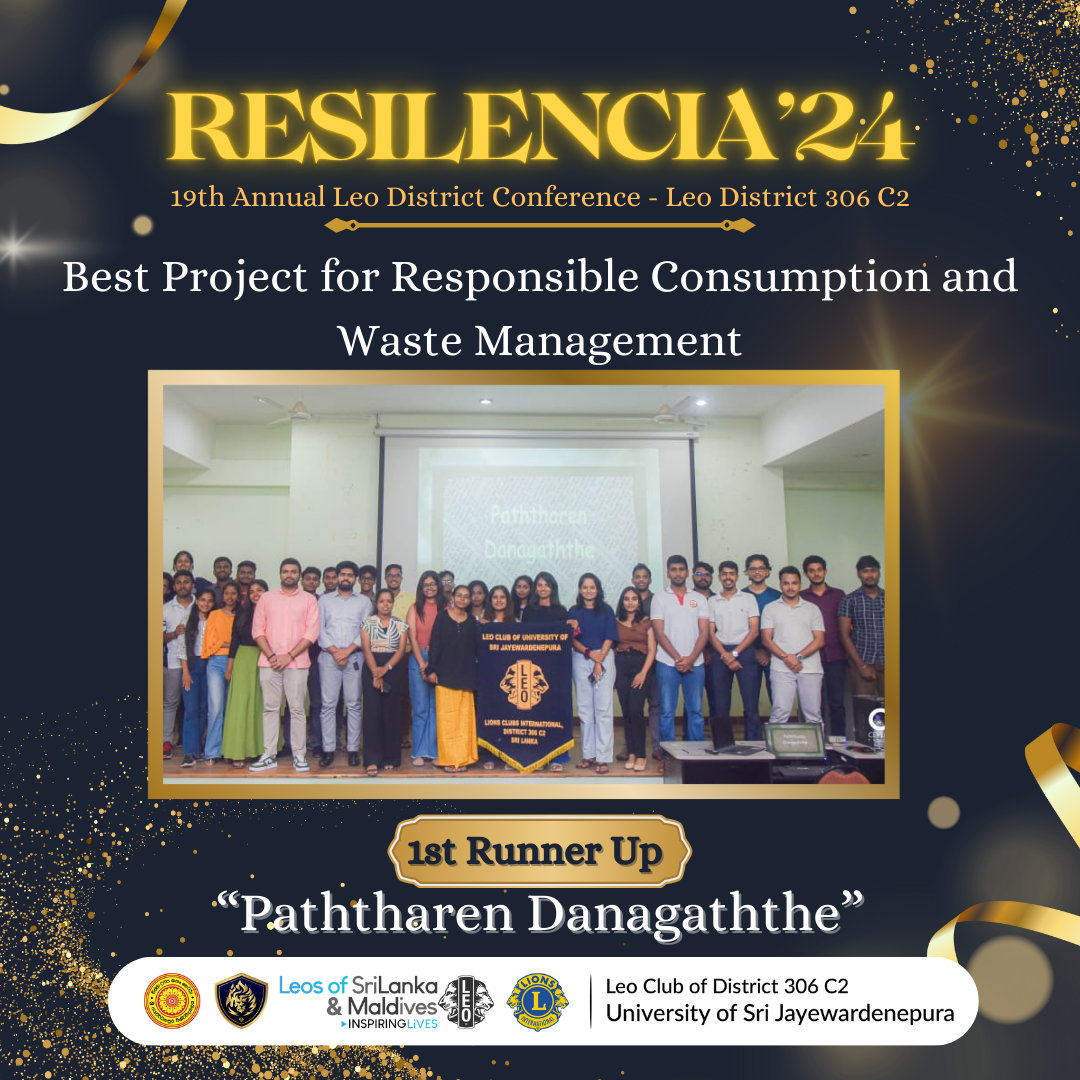 RESILENCIA’24
19th Annual Leo District Conference - Leo District 306 C2
Best Project for Responsible Consumption and
Waste Management
Paththaren
Danagaththe
LEO CLUB OF UNIVERSITY OF
SRI JAYEWARDENEPURA
LEO
LIONS CLUBS INTERNATIONAL,
DISTRICT 306 C2
SRI LANKA
Paththaren
Danagaththe
1st Runner Up
“Paththaren Danagaththe”
Leos of SriLanka
& Maldives
INSPIRING LIVES
LEO
LIONS
L
INTERNATIONAL
Leo Club of District 306 C2
University of Sri Jayewardenepura